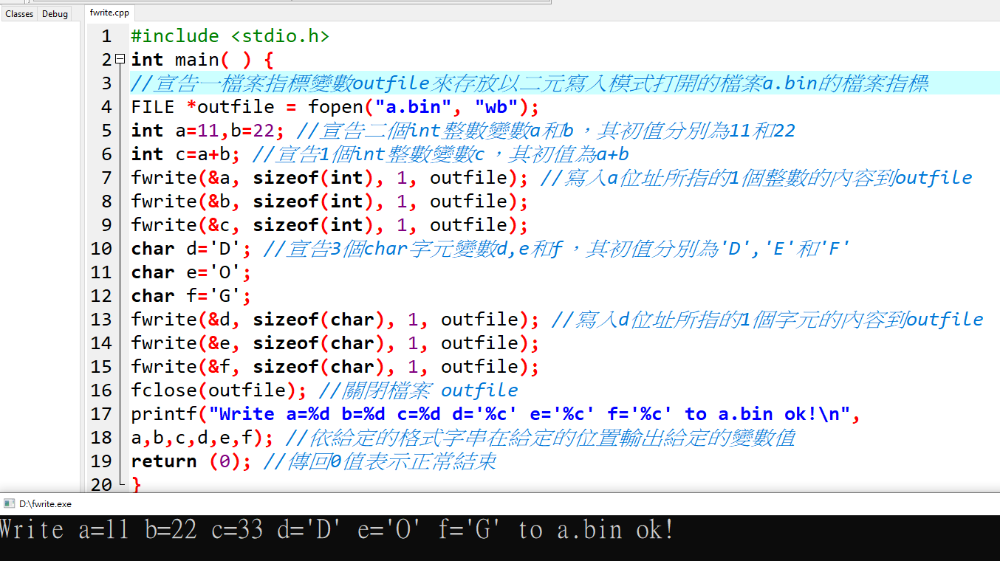 Classes Debug fwrite.cpp
1 #include <stdio.h>
2 int main( ) {
3 //宣告一檔案指標變數outfile來存放以二元寫入模式打開的檔案a.bin的檔案指標
4 FILE *outfile = fopen("a.bin", "wb");
5 int a=11,b=22; //宣告二個int整數變數a和b，其初值分別為11和22
6 int c=a+b; //宣告1個int整數變數c，其初值為a+b
7 fwrite(&a, sizeof(int), 1, outfile); //寫入a位址所指的1個整數的內容到outfile
8 fwrite(&b, sizeof(int), 1, outfile);
9 fwrite(&c, sizeof(int), 1, outfile);
10 char d='D'; //宣告3個char字元變數d,e和f，其初值分別為'D','E'和'F'
11 char e='O';
12 char f='G';
13 fwrite(&d, sizeof(char), 1, outfile); //寫入d位址所指的1個字元的內容到outfile
14 fwrite(&e, sizeof(char), 1, outfile);
15 fwrite(&f, sizeof(char), 1, outfile);
16 fclose(outfile); //關閉檔案 outfile
17 printf("Write a=%d b=%d c=%d d='%c' e='%c' f='%c' to a.bin ok!\n",
18 a,b,c,d,e,f); //依給定的格式字串在給定的位置輸出給定的變數值
19 return (0); //傳回0值表示正常結束
20 }
D:\fwrite.exe
Write a=11 b=22 c=33 d='D' e='O' f='G' to a.bin ok!